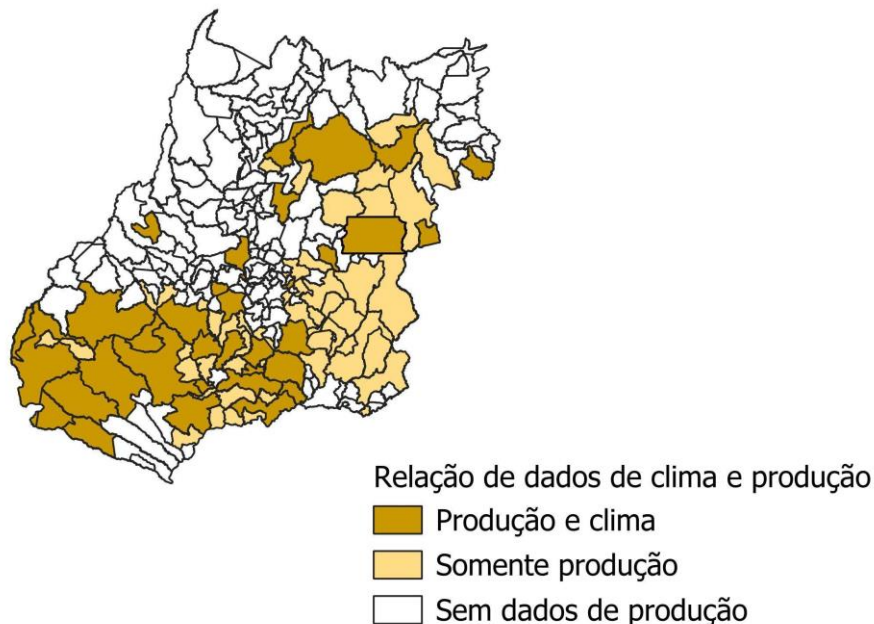 Relação de dados de clima e produção
Produção e clima
Somente produção
Sem dados de produção